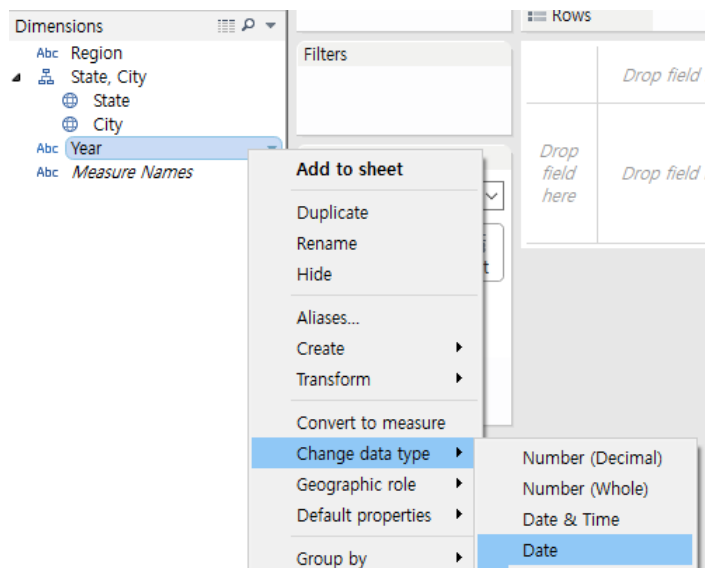 Dimensions
Abc Region
State, City
State
City
Abc Year
Abc Measure Names
Filters
Rows
Drop field
Drop field here
Drop field
Add to sheet
Duplicate
Rename
Hide
Aliases...
Create
Transform
Convert to measure
Change data type
Geographic role
Default properties
Group by
Number (Decimal)
Number (Whole)
Date & Time
Date